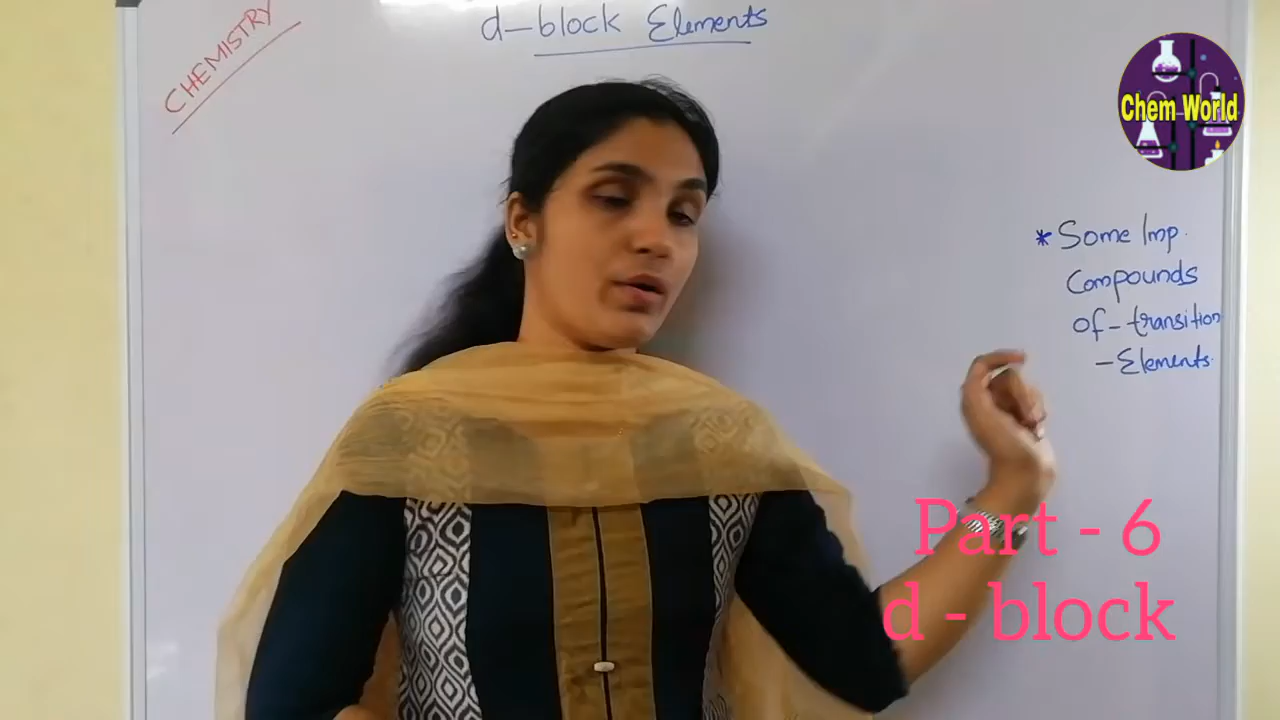 CHEMISTRY
d-block Elements
Chem World
* Some Imp.
Compounds
of - transition
- Elements.
Part - 6
d - block